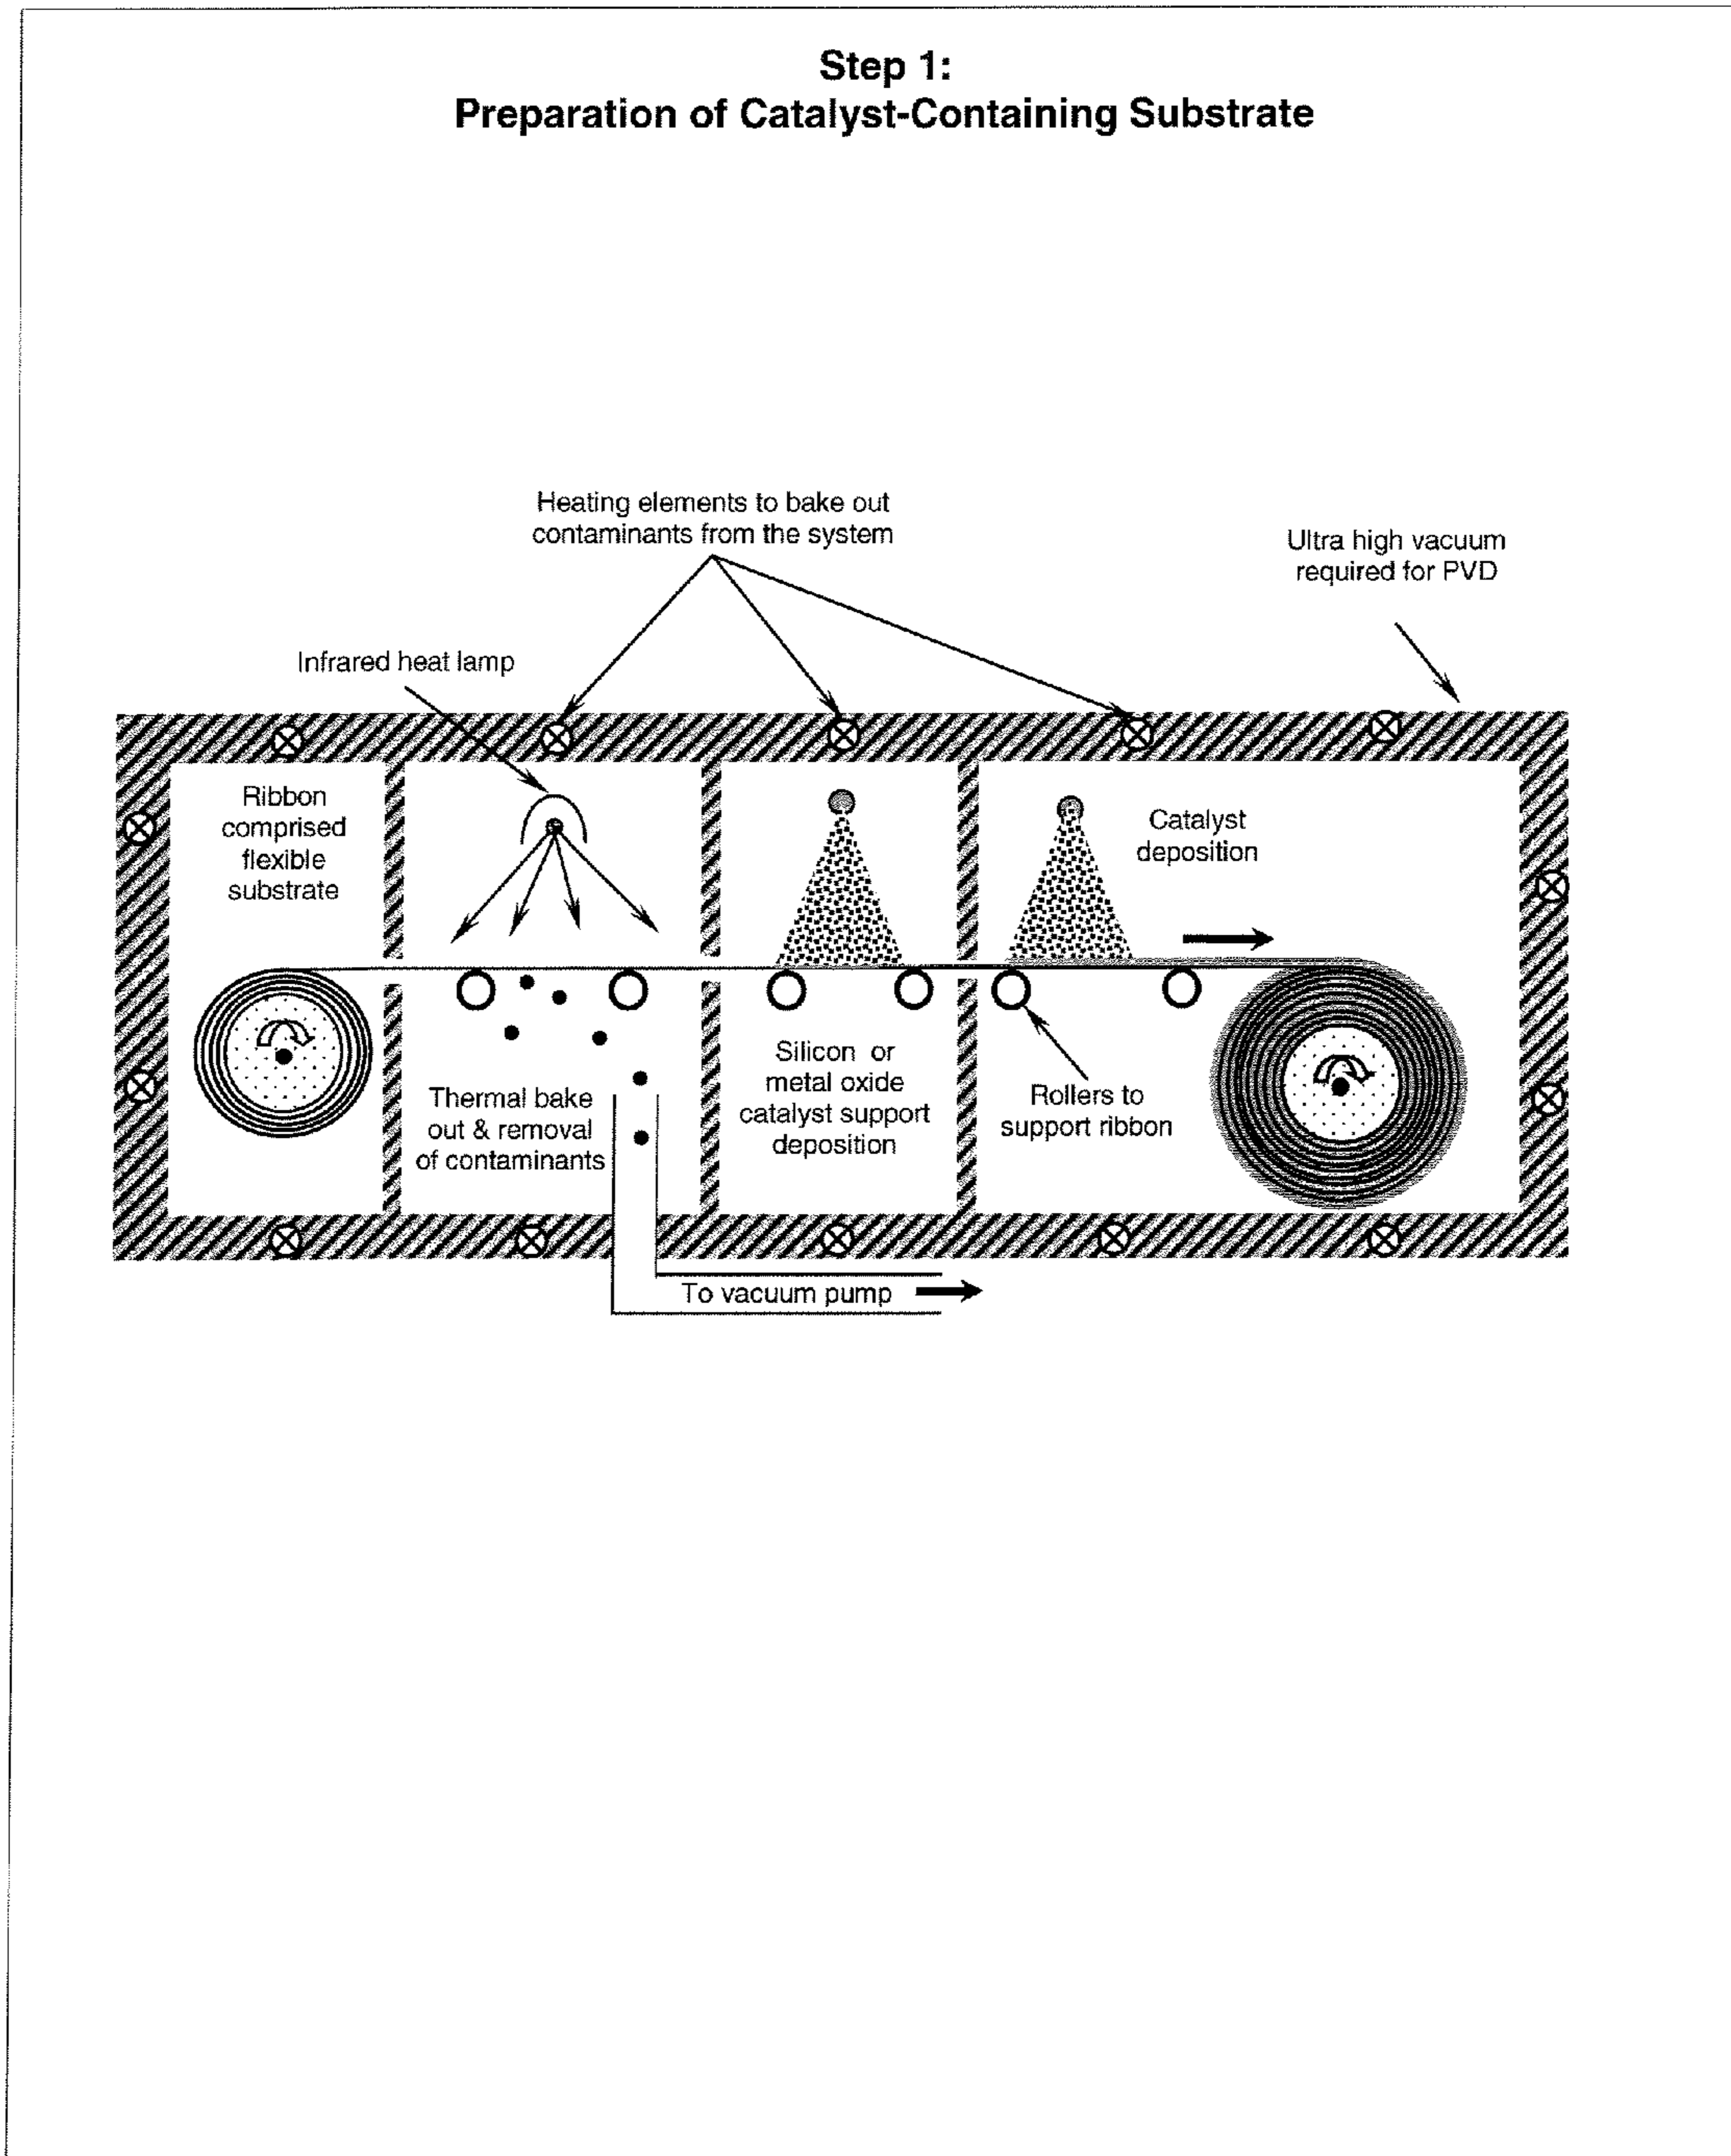 Step 1:
Preparation of Catalyst-Containing Substrate
Heating elements to bake out
contaminants from the system
Ultra high vacuum
required for PVD
Infrared heat lamp
Ribbon
comprised
flexible
substrate
Catalyst
deposition
Thermal bake
out & removal
of contaminants
Silicon or
metal oxide
catalyst support
deposition
Rollers to
support ribbon
To vacuum pump